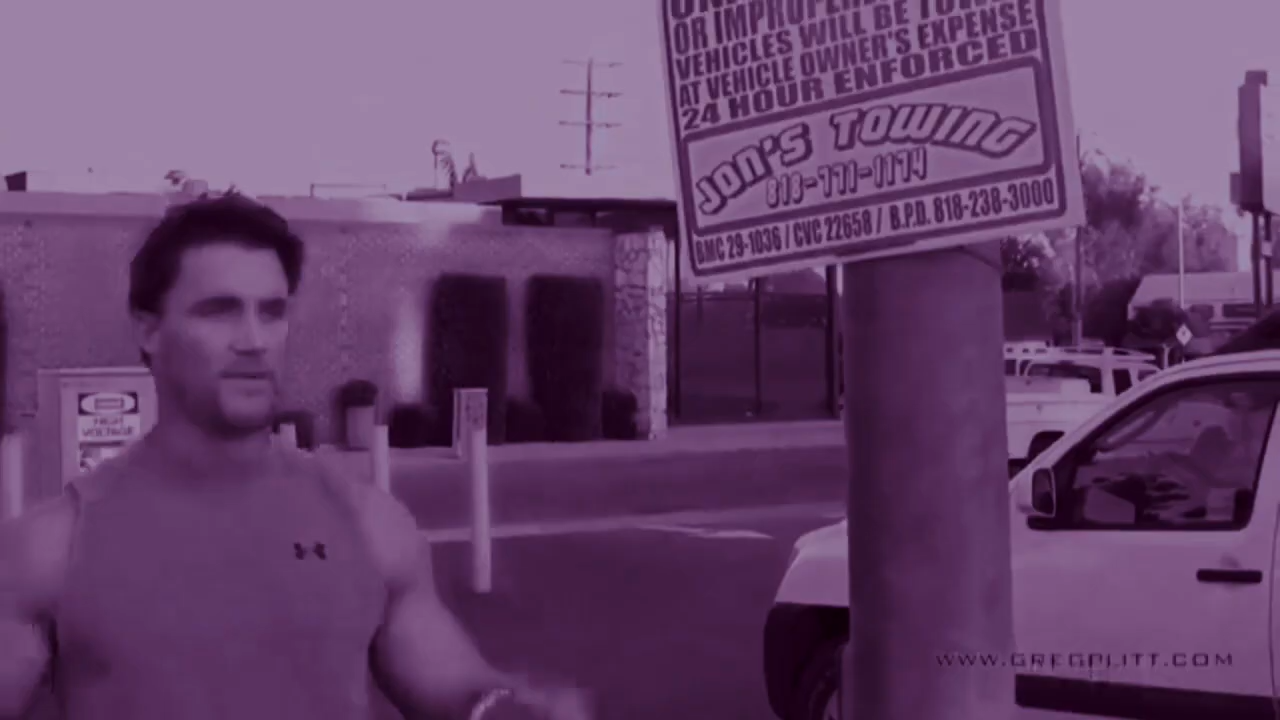 OR IMPROPERLY
VEHICLES WILL BE TOWED
AT VEHICLE OWNER'S EXPENSE
24 HOUR ENFORCED
JON'S TOWING
818-771-1174
BMC 29-1036 / CVC 22658 / B.P.D. 818-238-3000
HIGH
VOLTAGE
WWW.GREGPLITT.COM